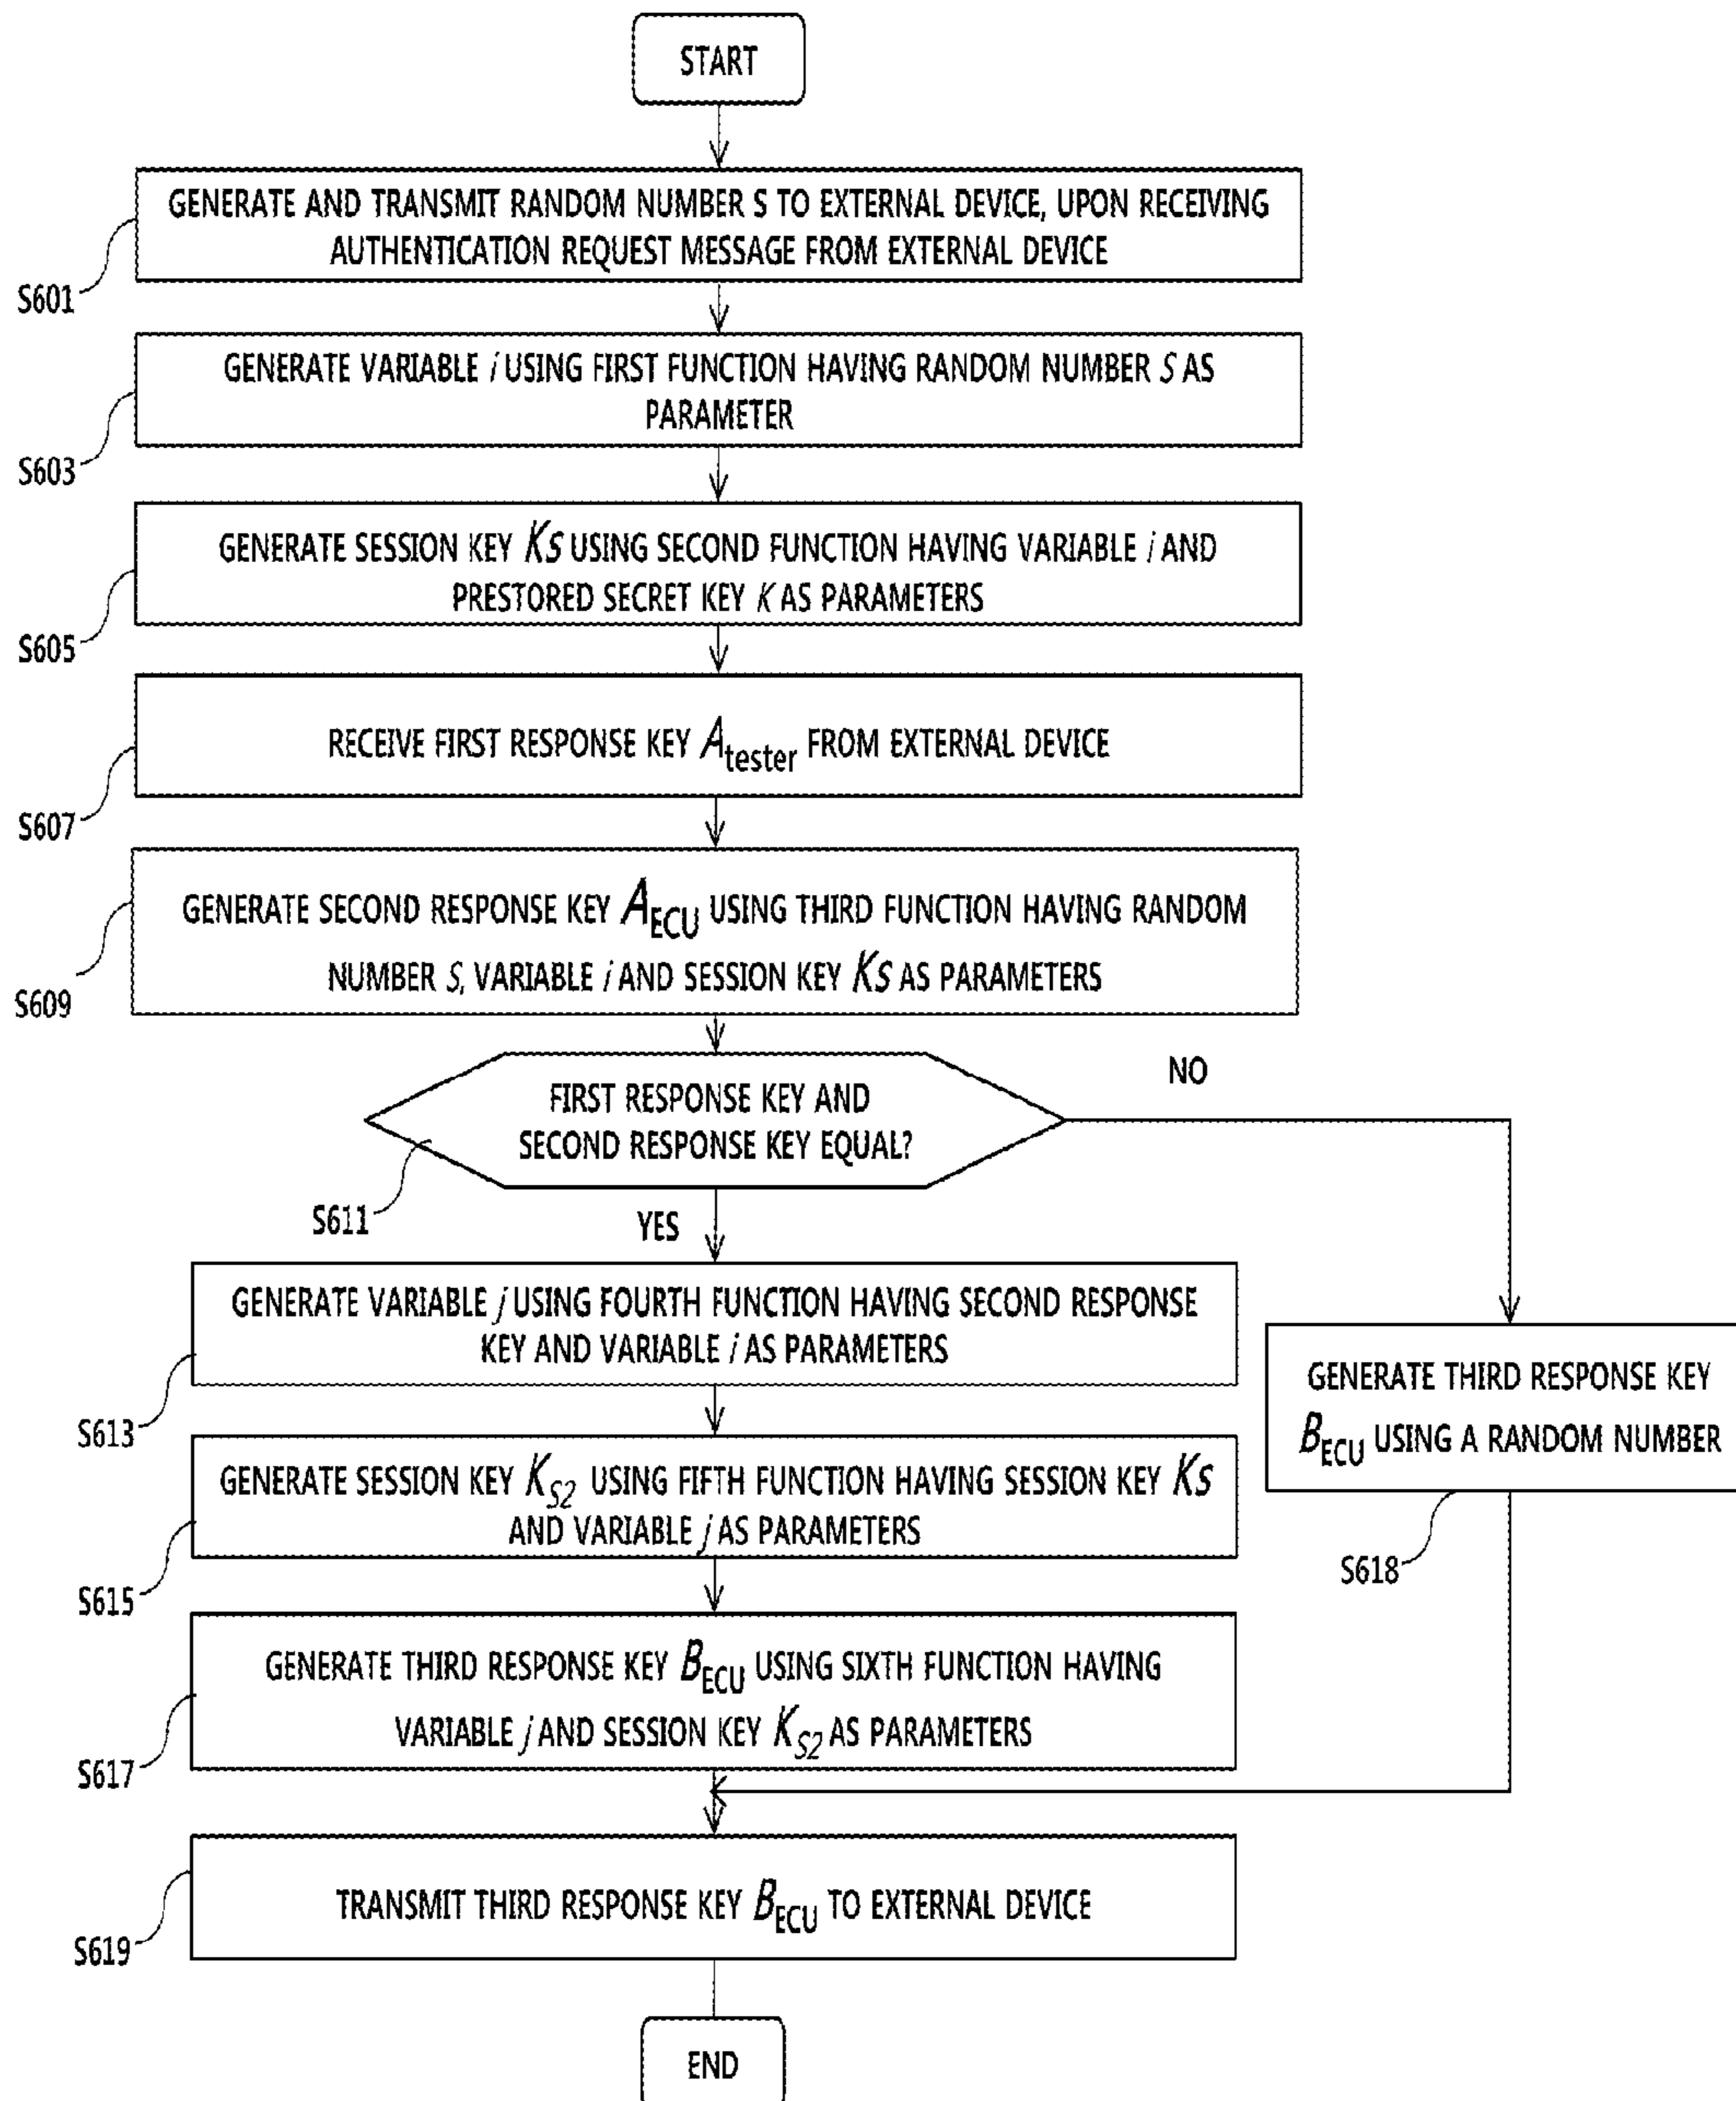 START
GENERATE AND TRANSMIT RANDOM NUMBER S TO EXTERNAL DEVICE, UPON RECEIVING
AUTHENTICATION REQUEST MESSAGE FROM EXTERNAL DEVICE
S601
GENERATE VARIABLE i USING FIRST FUNCTION HAVING RANDOM NUMBER S AS
PARAMETER
S603
GENERATE SESSION KEY Ks USING SECOND FUNCTION HAVING VARIABLE i AND
PRESTORED SECRET KEY K AS PARAMETERS
S605
RECEIVE FIRST RESPONSE KEY Atester FROM EXTERNAL DEVICE
S607
GENERATE SECOND RESPONSE KEY AECU USING THIRD FUNCTION HAVING RANDOM
NUMBER S, VARIABLE i AND SESSION KEY Ks AS PARAMETERS
S609
FIRST RESPONSE KEY AND
SECOND RESPONSE KEY EQUAL?
NO
S611
YES
GENERATE VARIABLE j USING FOURTH FUNCTION HAVING SECOND RESPONSE
KEY AND VARIABLE i AS PARAMETERS
S613
GENERATE THIRD RESPONSE KEY
BECU USING A RANDOM NUMBER
S618
GENERATE SESSION KEY KS2 USING FIFTH FUNCTION HAVING SESSION KEY Ks
AND VARIABLE j AS PARAMETERS
S615
GENERATE THIRD RESPONSE KEY BECU USING SIXTH FUNCTION HAVING
VARIABLE j AND SESSION KEY KS2 AS PARAMETERS
S617
TRANSMIT THIRD RESPONSE KEY BECU TO EXTERNAL DEVICE
S619
END